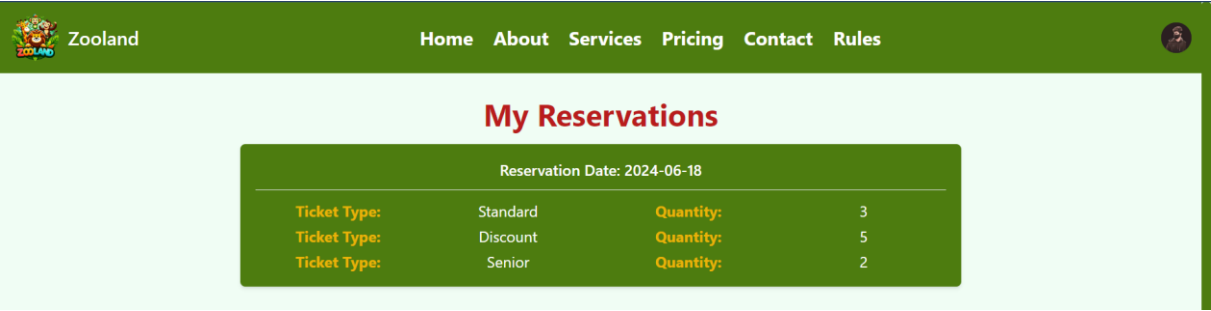 ZOOLAND
Zooland
Home About Services Pricing Contact Rules
My Reservations
Reservation Date: 2024-06-18
Ticket Type: Standard Quantity: 3
Ticket Type: Discount Quantity: 5
Ticket Type: Senior Quantity: 2